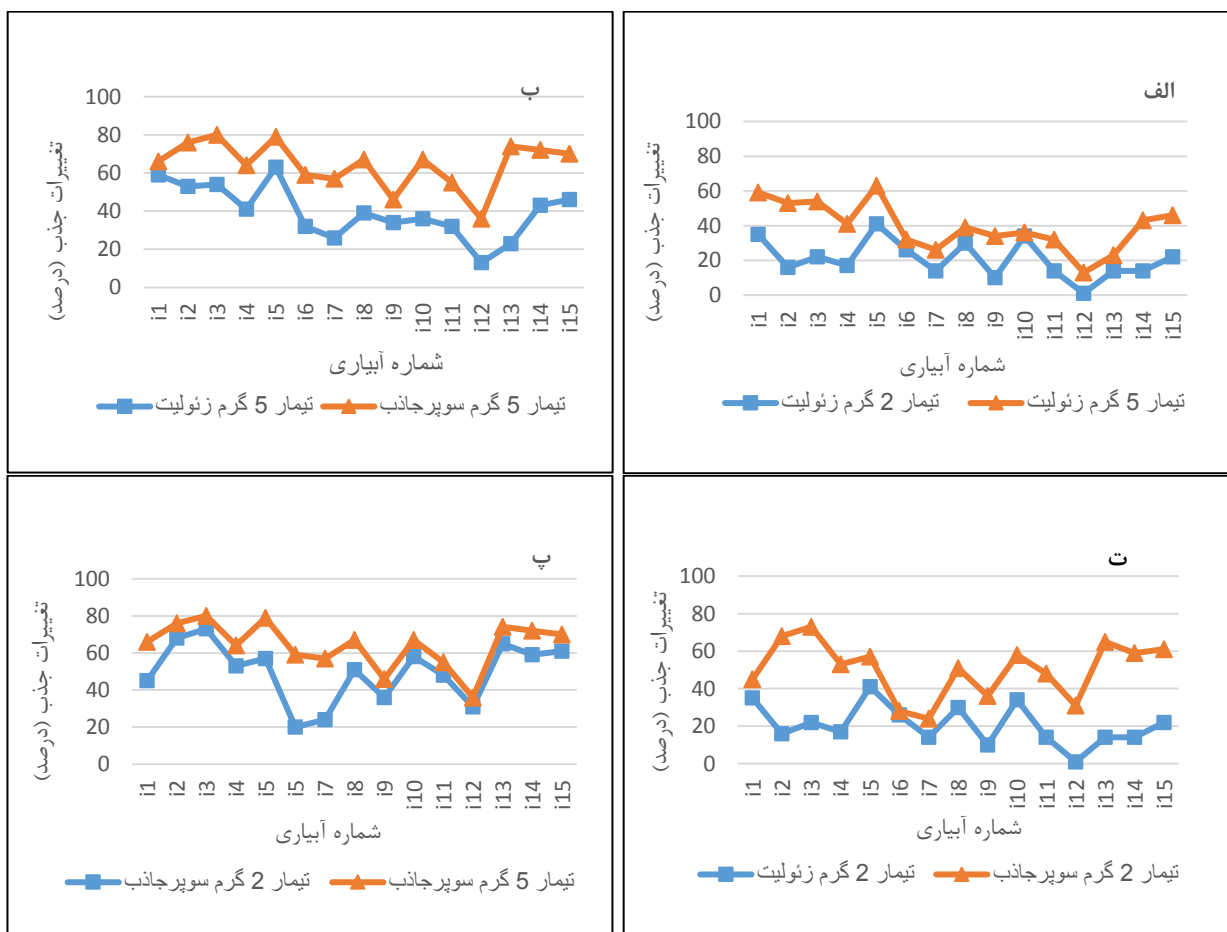 الف
تغییرات جذب (درصد)
100
80
60
40
20
0
i1 i2 i3 i4 i5 i6 i7 i8 i9 i10 i11 i12 i13 i14 i15
شماره آبیاری
تیمار 2 گرم زئولیت تیمار 5 گرم زئولیت
ب
تغییرات جذب (درصد)
100
80
60
40
20
0
i1 i2 i3 i4 i5 i6 i7 i8 i9 i10 i11 i12 i13 i14 i15
شماره آبیاری
تیمار 5 گرم زئولیت تیمار 5 گرم سوپرجاذب
ت
تغییرات جذب (درصد)
100
80
60
40
20
0
i1 i2 i3 i4 i5 i6 i7 i8 i9 i10 i11 i12 i13 i14 i15
شماره آبیاری
تیمار 2 گرم زئولیت تیمار 2 گرم سوپرجاذب
پ
تغییرات جذب (درصد)
100
80
60
40
20
0
i1 i2 i3 i4 i5 i5 i7 i8 i9 i10 i11 i12 i13 i14 i15
شماره آبیاری
تیمار 2 گرم سوپرجاذب تیمار 5 گرم سوپرجاذب